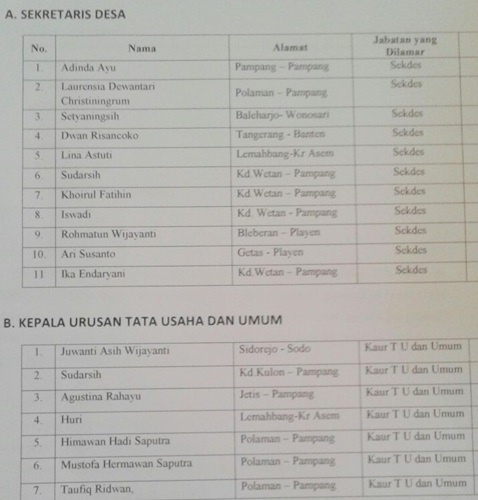 A. SEKRETARIS DESA
No. Nama Alamat Jabatan yang Dilamar
1. Adinda Ayu Pampang – Pampang Sekdes
2. Laurensia Dewantari Christiningrum Polaman – Pampang Sekdes
3. Setyaningsih Baleharjo- Wonosari Sekdes
4. Dwan Risancoko Tangerang - Banten Sekdes
5. Lina Astuti Lemahbang-Kr Asem Sekdes
6. Sudarsih Kd.Wetan – Pampang Sekdes
7. Khoirul Fatihin Kd.Wetan – Pampang Sekdes
8. Iswadi Kd. Wetan - Pampang Sekdes
9. Rohmatun Wijayanti Bleberan – Playen Sekdes
10. Ari Susanto Getas - Playen Sekdes
11 Ika Endaryani Kd.Wetan – Pampang Sekdes
B. KEPALA URUSAN TATA USAHA DAN UMUM
1. Juwanti Asih Wijayanti Sidorejo - Sodo Kaur T U dan Umum
2. Sudarsih Kd.Kulon – Pampang Kaur T U dan Umum
3. Agustina Rahayu Jetis – Pampang Kaur T U dan Umum
4. Huri Lemahbang-Kr Asem Kaur T U dan Umum
5. Himawan Hadi Saputra Polaman – Pampang Kaur T U dan Umum
6. Mustofa Hermawan Saputra Polaman – Pampang Kaur T U dan Umum
7. Taufiq Ridwan, Polaman – Pampang Kaur T U dan Umum